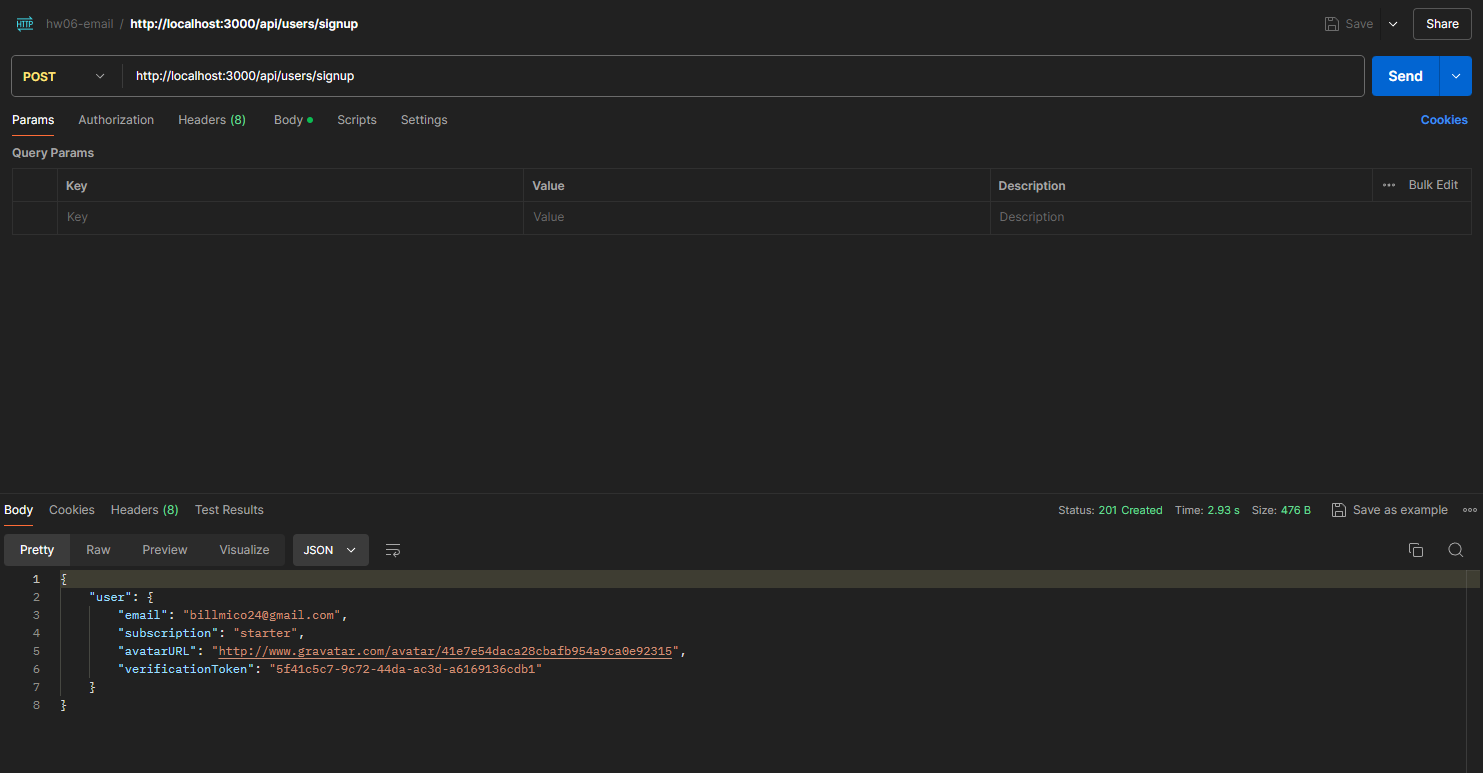 HTTP hw06-email / http://localhost:3000/api/users/signup Save Share
POST http://localhost:3000/api/users/signup Send
Params Authorization Headers (8) Body Scripts Settings Cookies
Query Params
Key Value Description ... Bulk Edit
Key Value Description
Body Cookies Headers (8) Test Results Status: 201 Created Time: 2.93 s Size: 476 B Save as example
Pretty Raw Preview Visualize JSON
1 {
2 "user": {
3 "email": "billmico24@gmail.com",
4 "subscription": "starter",
5 "avatarURL": "http://www.gravatar.com/avatar/41e7e54daca28cbafb954a9ca0e92315",
6 "verificationToken": "5f41c5c7-9c72-44da-ac3d-a6169136cdb1"
7 }
8 }